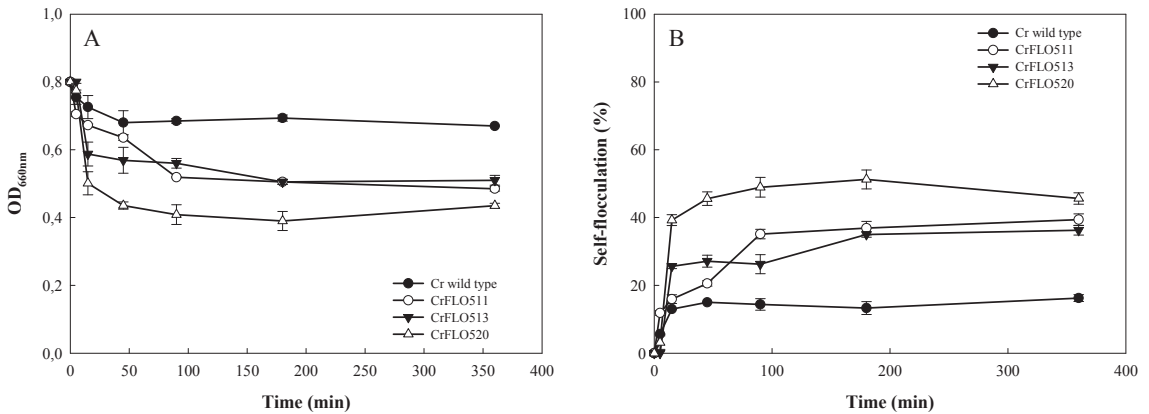 A
1,0
0,8
0,6
0,4
0,2
0,0
OD660nm
0 50 100 150 200 250 300 350 400
Time (min)
Cr wild type
CrFLO511
CrFLO513
CrFLO520
B
100
80
60
40
20
0
Self-flocculation (%)
0 100 200 300 400
Time (min)
Cr wild type
CrFLO511
CrFLO513
CrFLO520